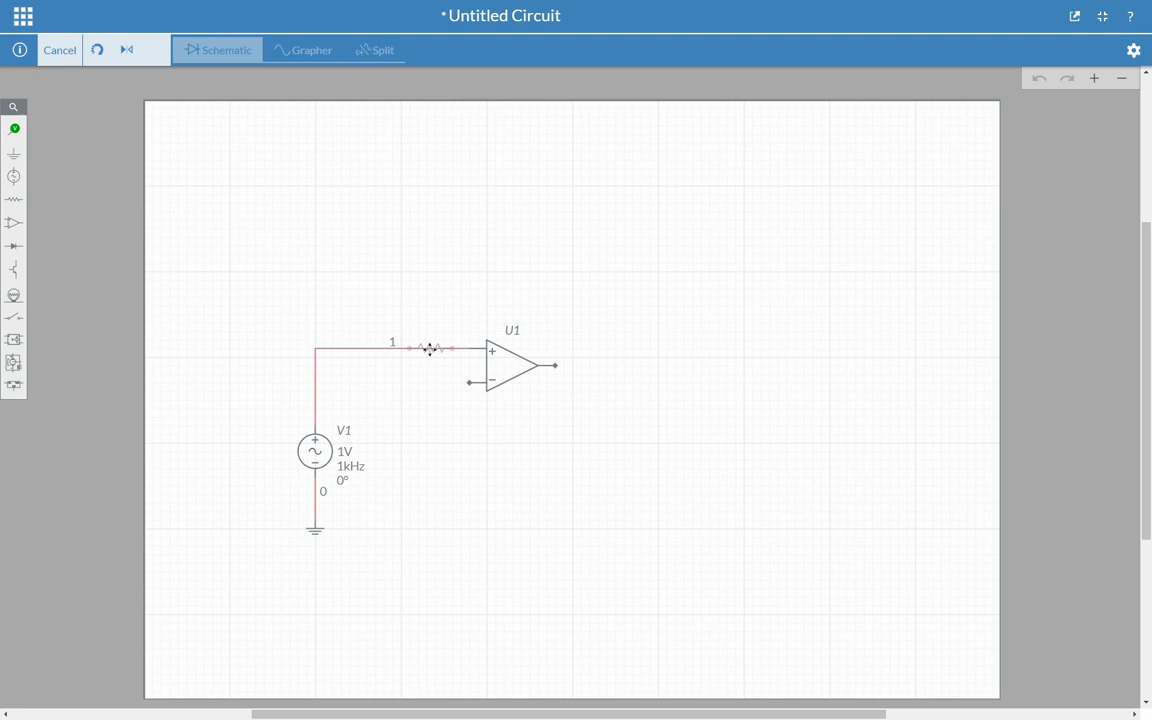 * Untitled Circuit
?
Cancel
Schematic
Grapher
Split
V
U1
1
+
−
V1
+
1V
−
1kHz
0°
0